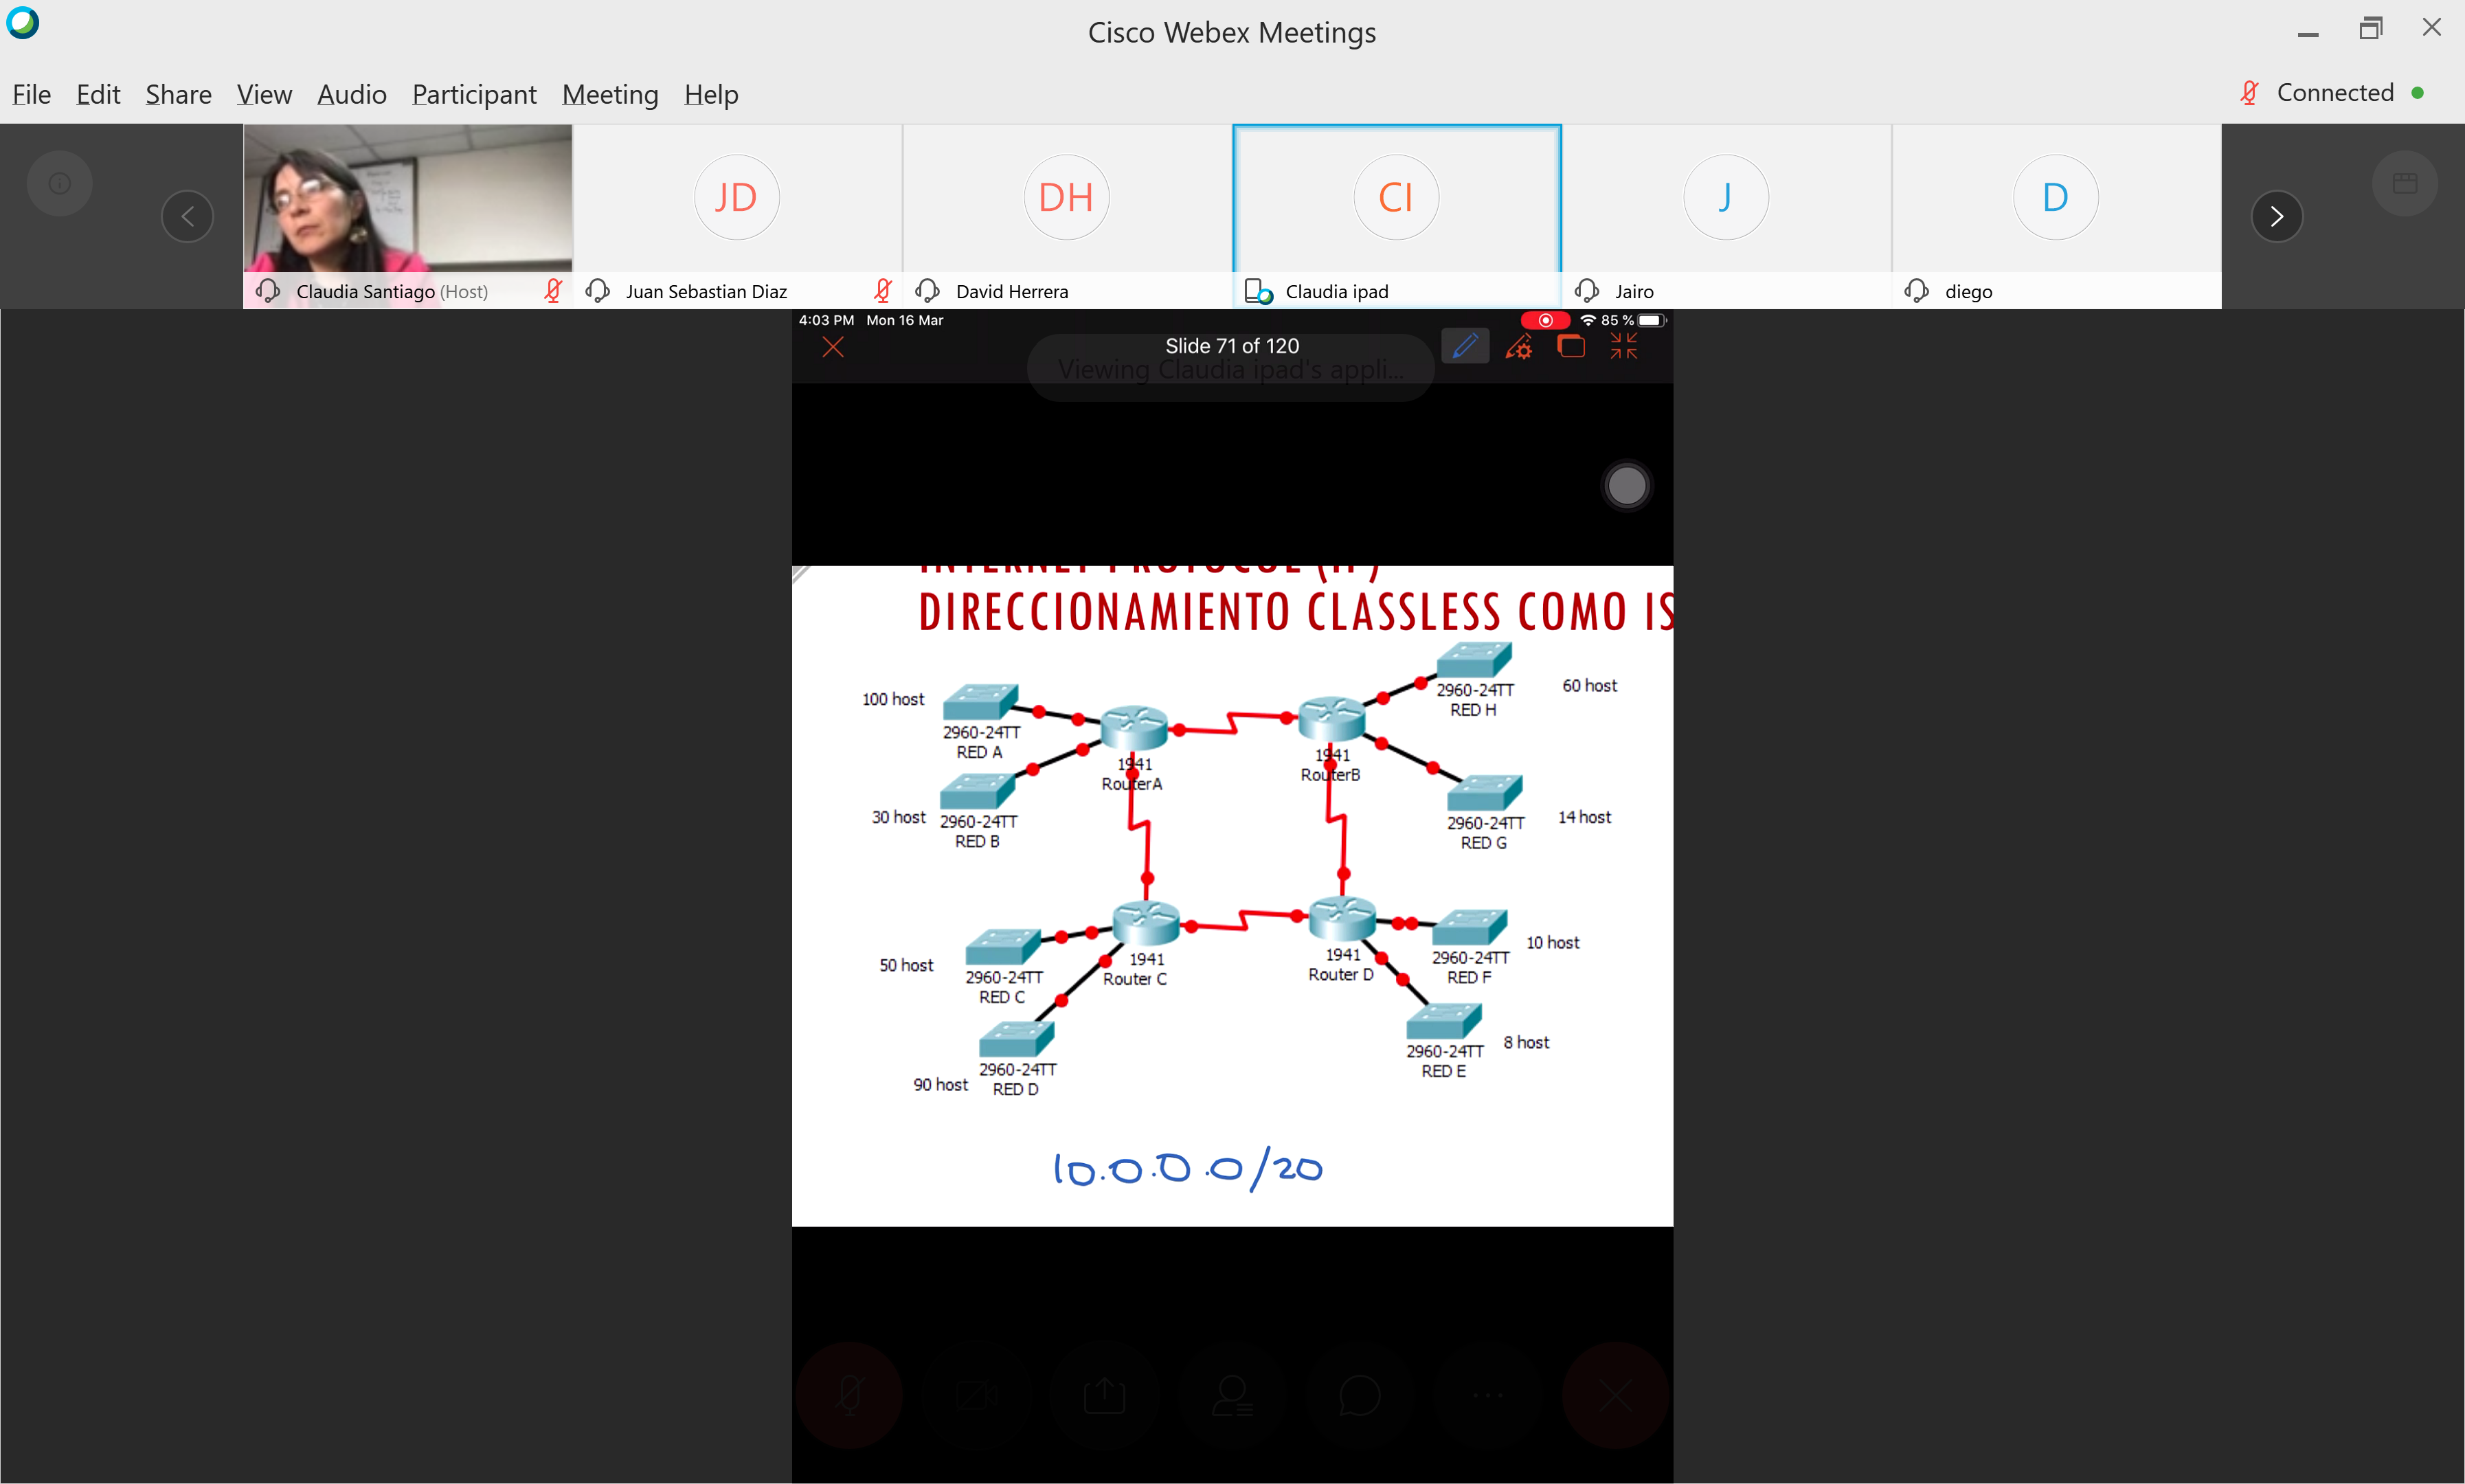 Cisco Webex Meetings
File Edit Share View Audio Participant Meeting Help
Connected
JD
DH
CI
J
D
Claudia Santiago (Host)
Juan Sebastian Diaz
David Herrera
Claudia ipad
Jairo
diego
4:03 PM Mon 16 Mar
85 %
Slide 71 of 120
Viewing Claudia ipad's appli...
DIRECCIONAMIENTO CLASSLESS COMO IS
100 host
2960-24TT
RED A
30 host
2960-24TT
RED B
1941
RouterA
1941
RouterB
2960-24TT
RED H
60 host
2960-24TT
RED G
14 host
50 host
2960-24TT
RED C
1941
Router C
90 host
2960-24TT
RED D
1941
Router D
2960-24TT
RED F
10 host
2960-24TT
RED E
8 host
10.0.0.0/20